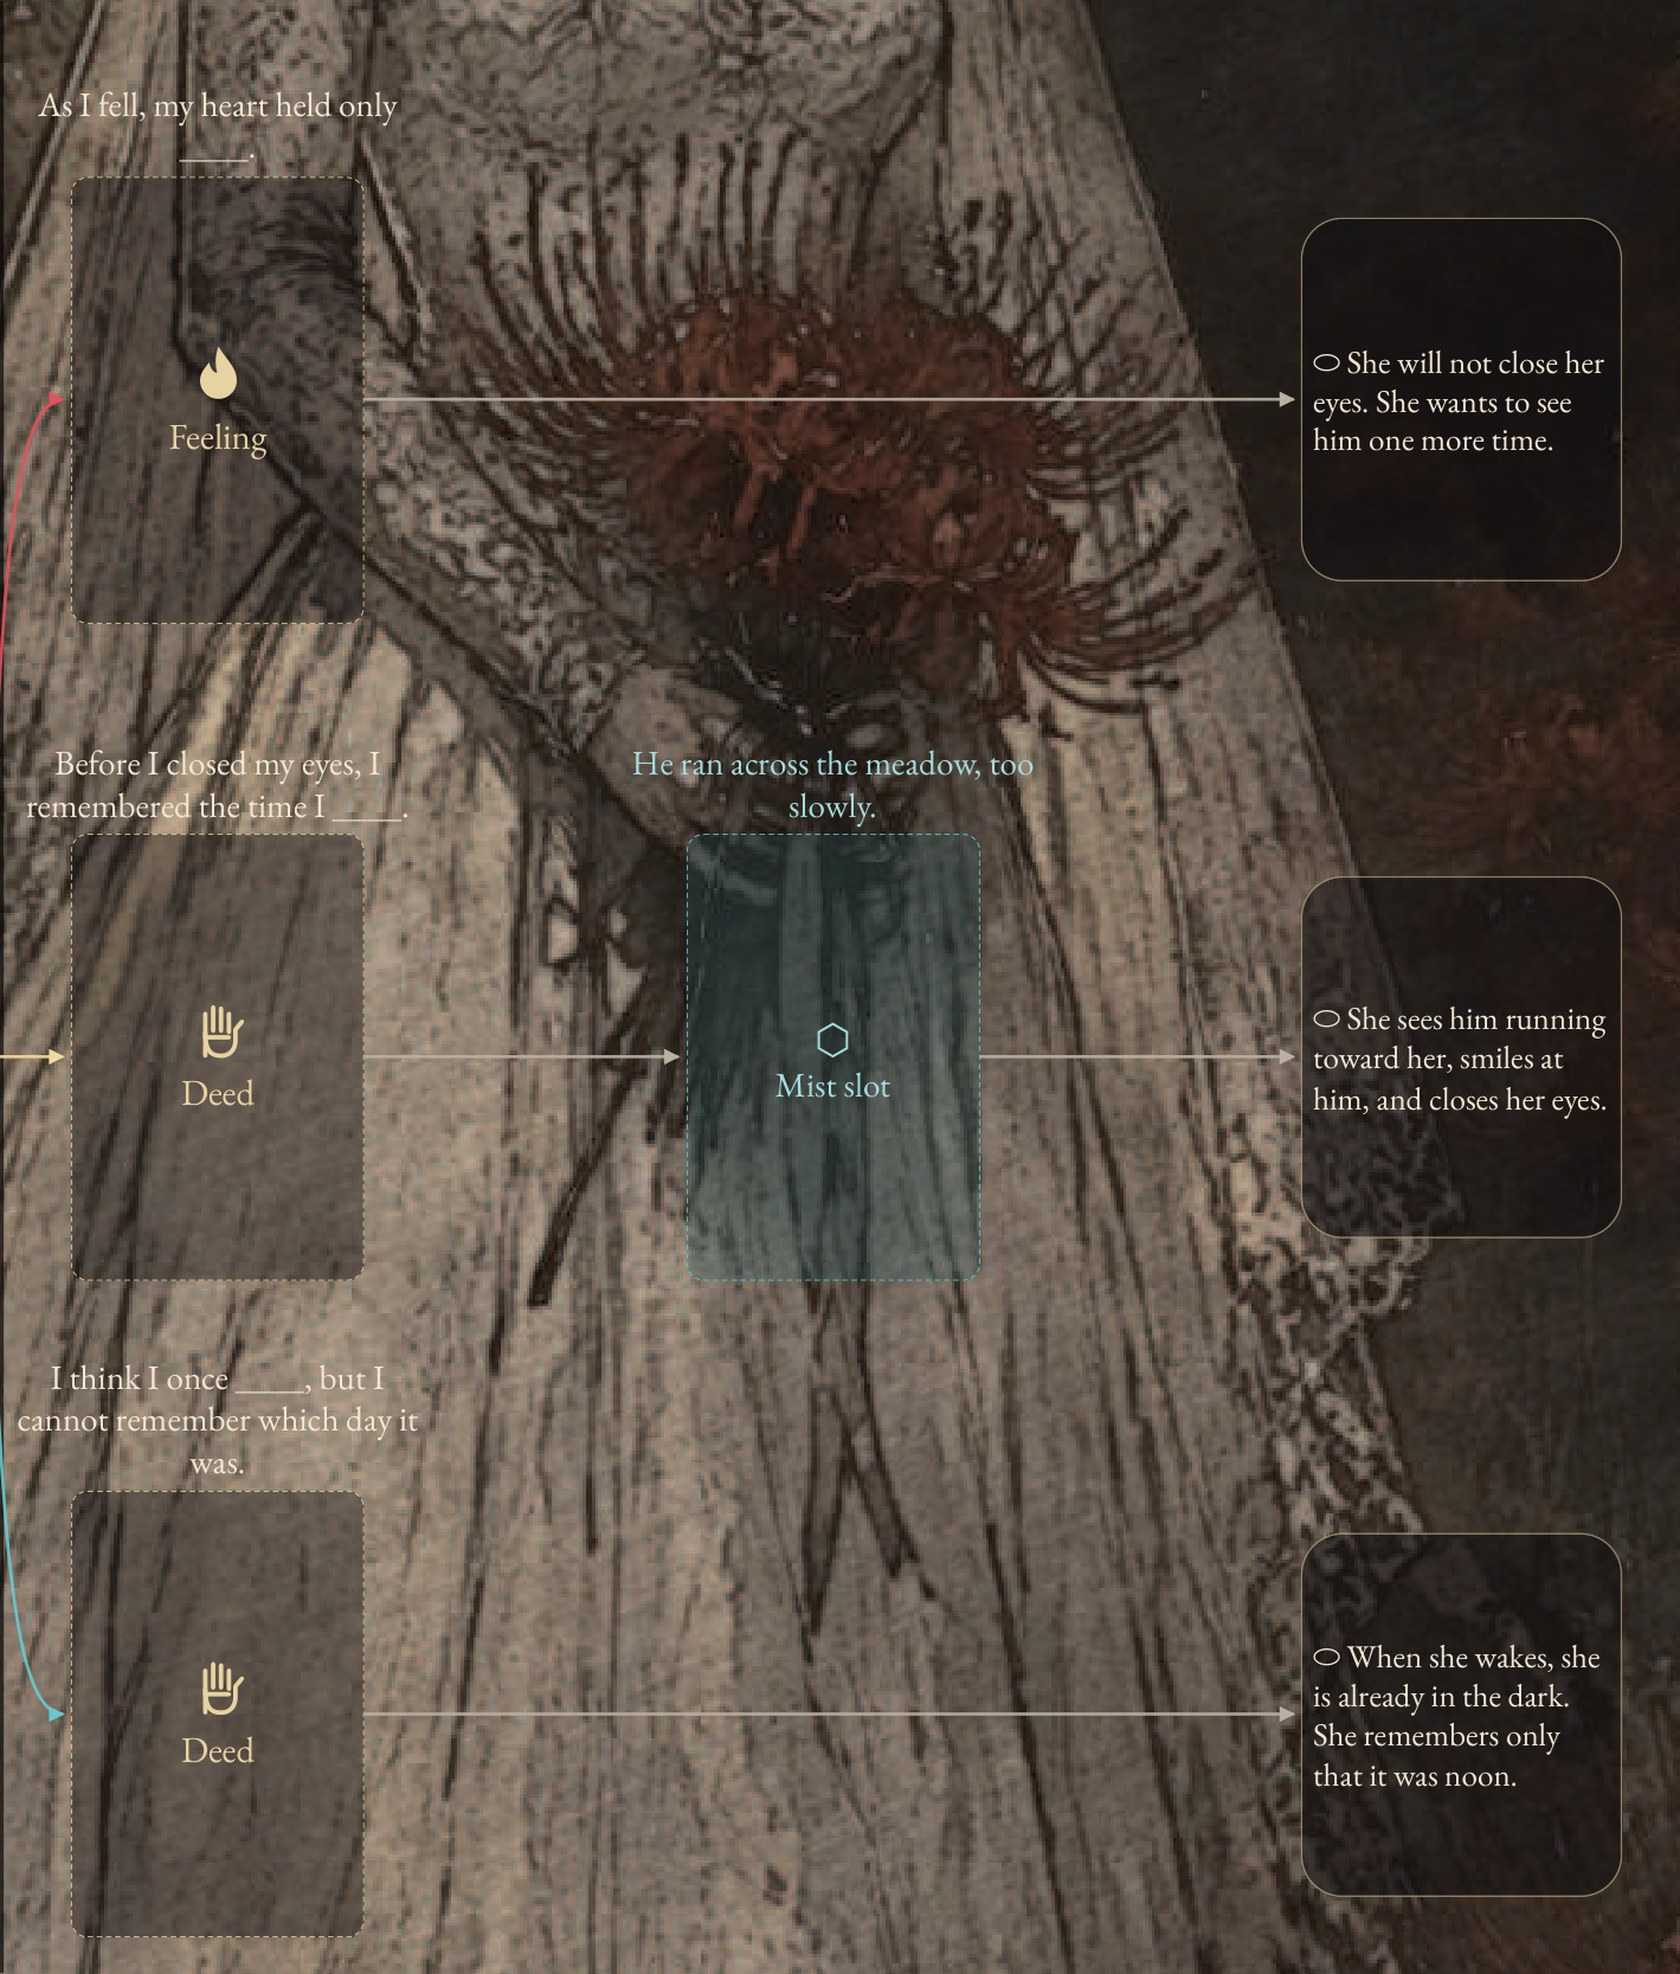 As I fell, my heart held only
_____.
Feeling
She will not close her
eyes. She wants to see
him one more time.
Before I closed my eyes, I
remembered the time I _____.
Deed
He ran across the meadow, too
slowly.
Mist slot
She sees him running
toward her, smiles at
him, and closes her eyes.
I think I once _____, but I
cannot remember which day it
was.
Deed
When she wakes, she
is already in the dark.
She remembers only
that it was noon.